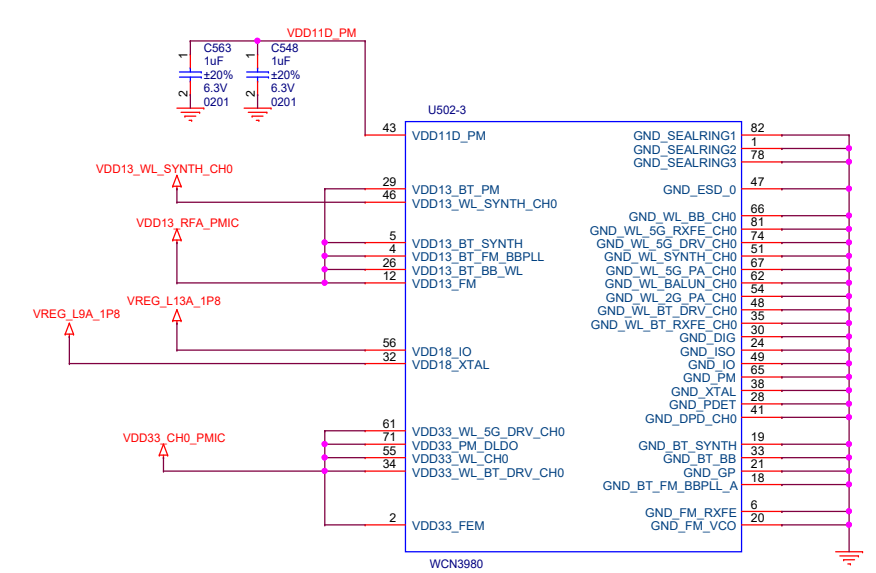 VDD11D_PM
1 C563 1 C548
1uF 1uF
±20% ±20%
2 6.3V 2 6.3V
0201 0201
U502-3
43 VDD11D_PM GND_SEALRING1 82
GND_SEALRING2 1
GND_SEALRING3 78
VDD13_WL_SYNTH_CH0
29 VDD13_BT_PM GND_ESD_0 47
46 VDD13_WL_SYNTH_CH0
VDD13_RFA_PMIC
GND_WL_BB_CH0 66
GND_WL_5G_RXFE_CH0 81
5 VDD13_BT_SYNTH GND_WL_5G_DRV_CH0 74
4 VDD13_BT_FM_BBPLL GND_WL_SYNTH_CH0 51
26 VDD13_BT_BB_WL GND_WL_5G_PA_CH0 67
12 VDD13_FM GND_WL_BALUN_CH0 62
GND_WL_2G_PA_CH0 54
VREG_L13A_1P8
GND_WL_BT_DRV_CH0 48
VREG_L9A_1P8
GND_WL_BT_RXFE_CH0 35
GND_DIG 30
56 VDD18_IO GND_ISO 24
32 VDD18_XTAL GND_IO 49
GND_PM 65
GND_XTAL 38
GND_PDET 28
GND_DPD_CH0 41
61 VDD33_WL_5G_DRV_CH0
VDD33_CH0_PMIC
71 VDD33_PM_DLDO GND_BT_SYNTH 19
55 VDD33_WL_CH0 GND_BT_BB 33
34 VDD33_WL_BT_DRV_CH0 GND_GP 21
GND_BT_FM_BBPLL_A 18
GND_FM_RXFE 6
2 VDD33_FEM GND_FM_VCO 20
WCN3980